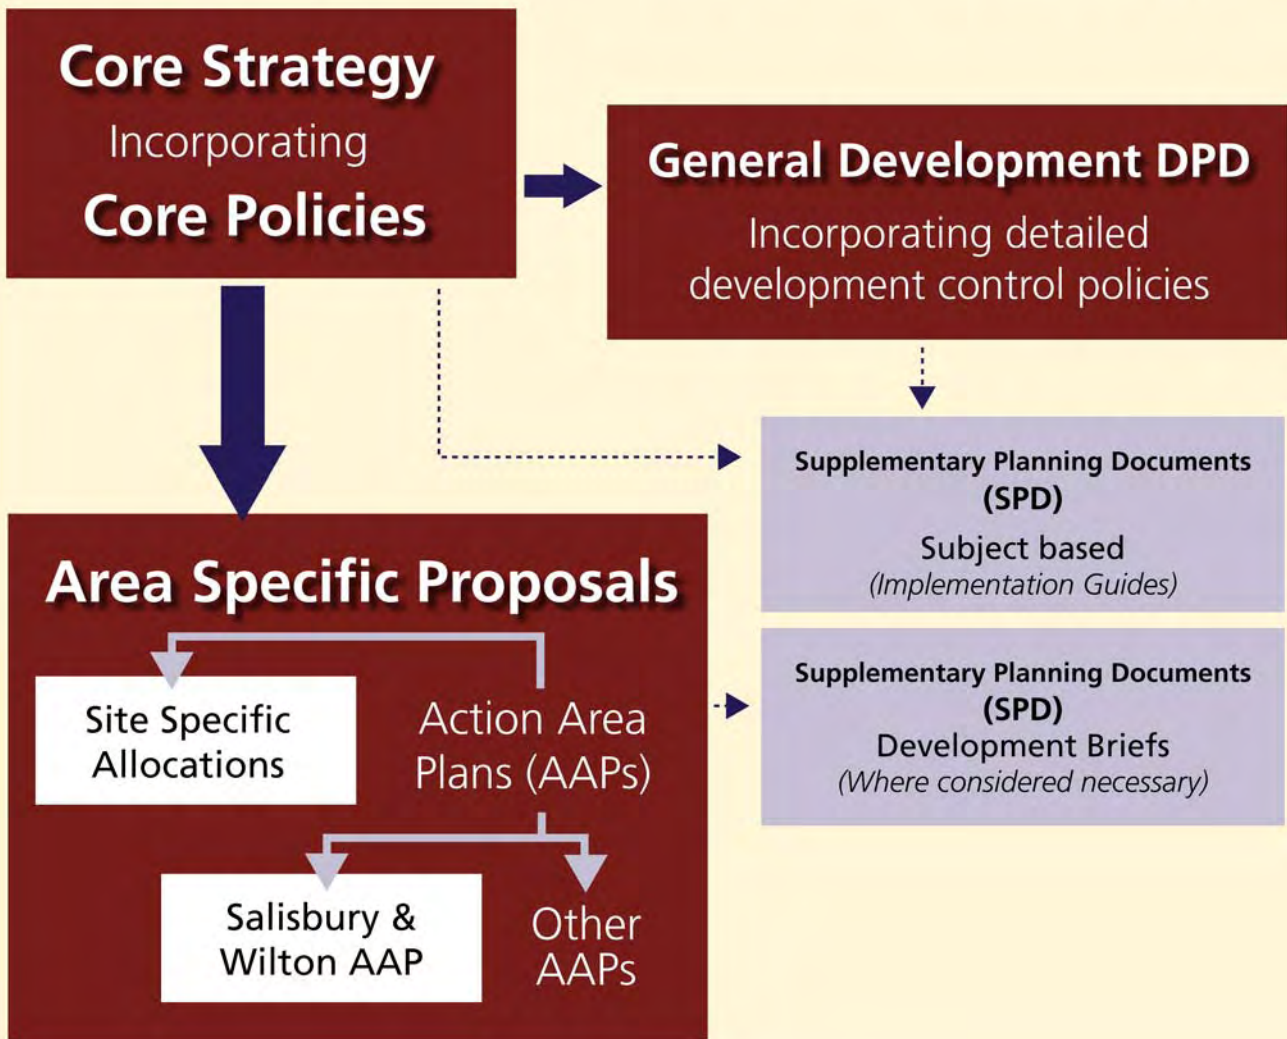 Core Strategy
Incorporating
Core Policies
General Development DPD
Incorporating detailed
development control policies
Supplementary Planning Documents
(SPD)
Subject based
(Implementation Guides)
Area Specific Proposals
Site Specific
Allocations
Action Area
Plans (AAPs)
Salisbury &
Wilton AAP
Other
AAPs
Supplementary Planning Documents
(SPD)
Development Briefs
(Where considered necessary)